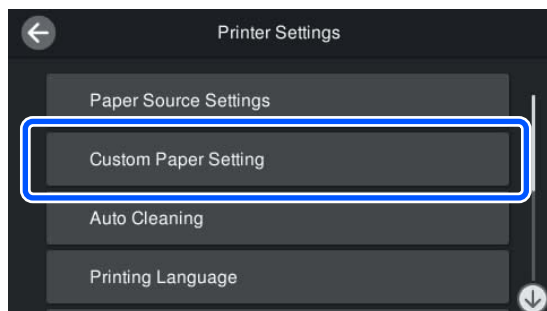 Printer Settings
Paper Source Settings
Custom Paper Setting
Auto Cleaning
Printing Language